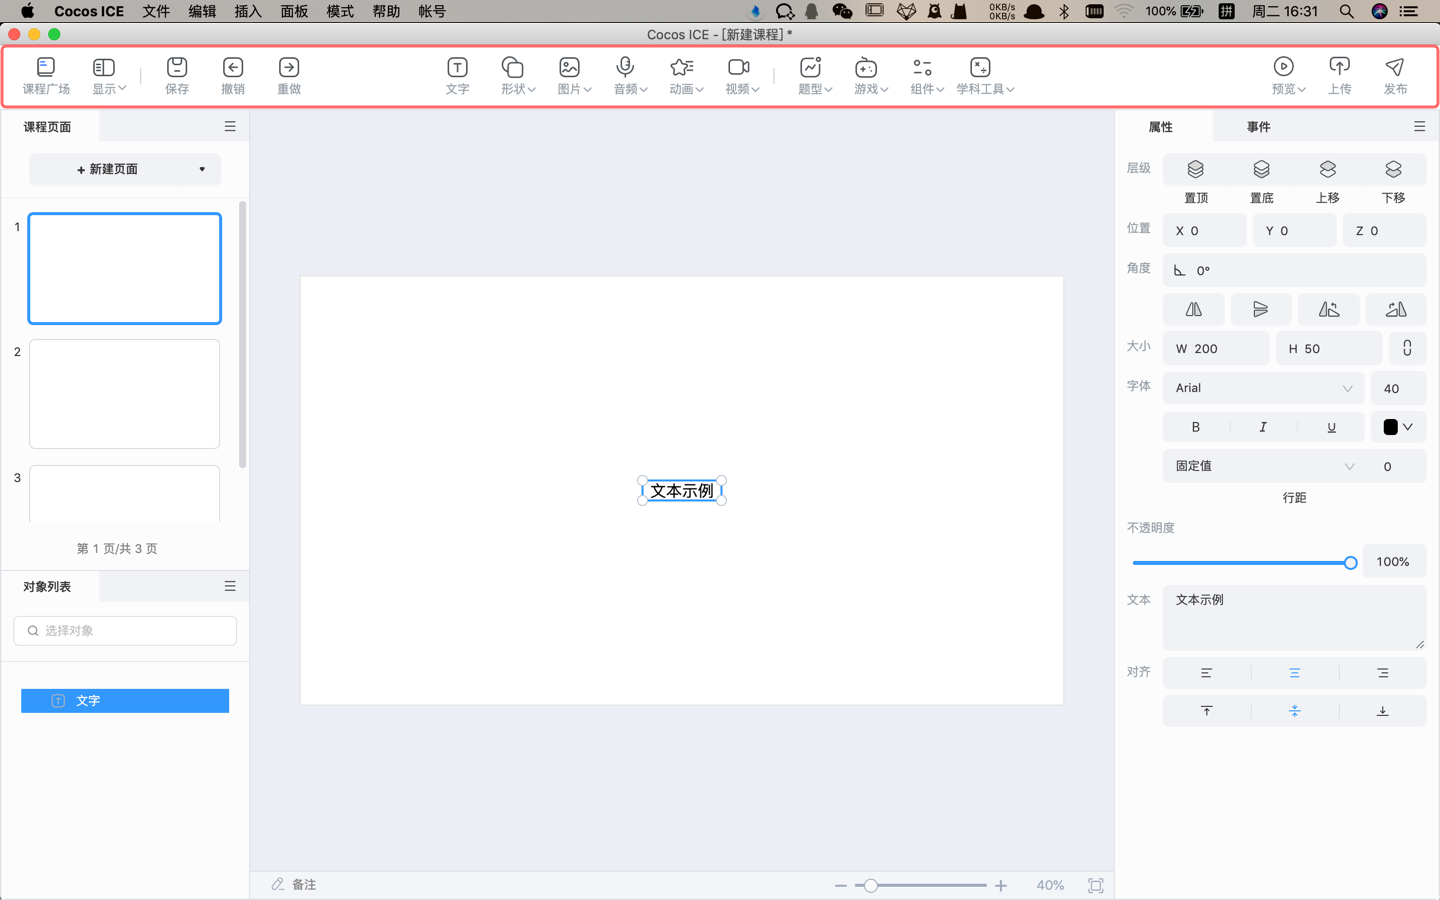 Cocos ICE 文件 编辑 插入 面板 模式 帮助 帐号 0KB/s 0KB/s 100% 拼 周二 16:31
Cocos ICE - [新建课程] *
课程广场 显示 保存 撤销 重做 文字 形状 图片 音频 动画 视频 题型 游戏 组件 学科工具 预览 上传 发布
课程页面
+ 新建页面
1
2
3
第 1 页/共 3 页
对象列表
选择对象
T 文字
文本示例
备注
40%
属性 事件
层级
置顶 置底 上移 下移
位置 X 0 Y 0 Z 0
角度 0°
大小 W 200 H 50
字体 Arial 40
B I U
固定值 0
行距
不透明度
100%
文本 文本示例
对齐